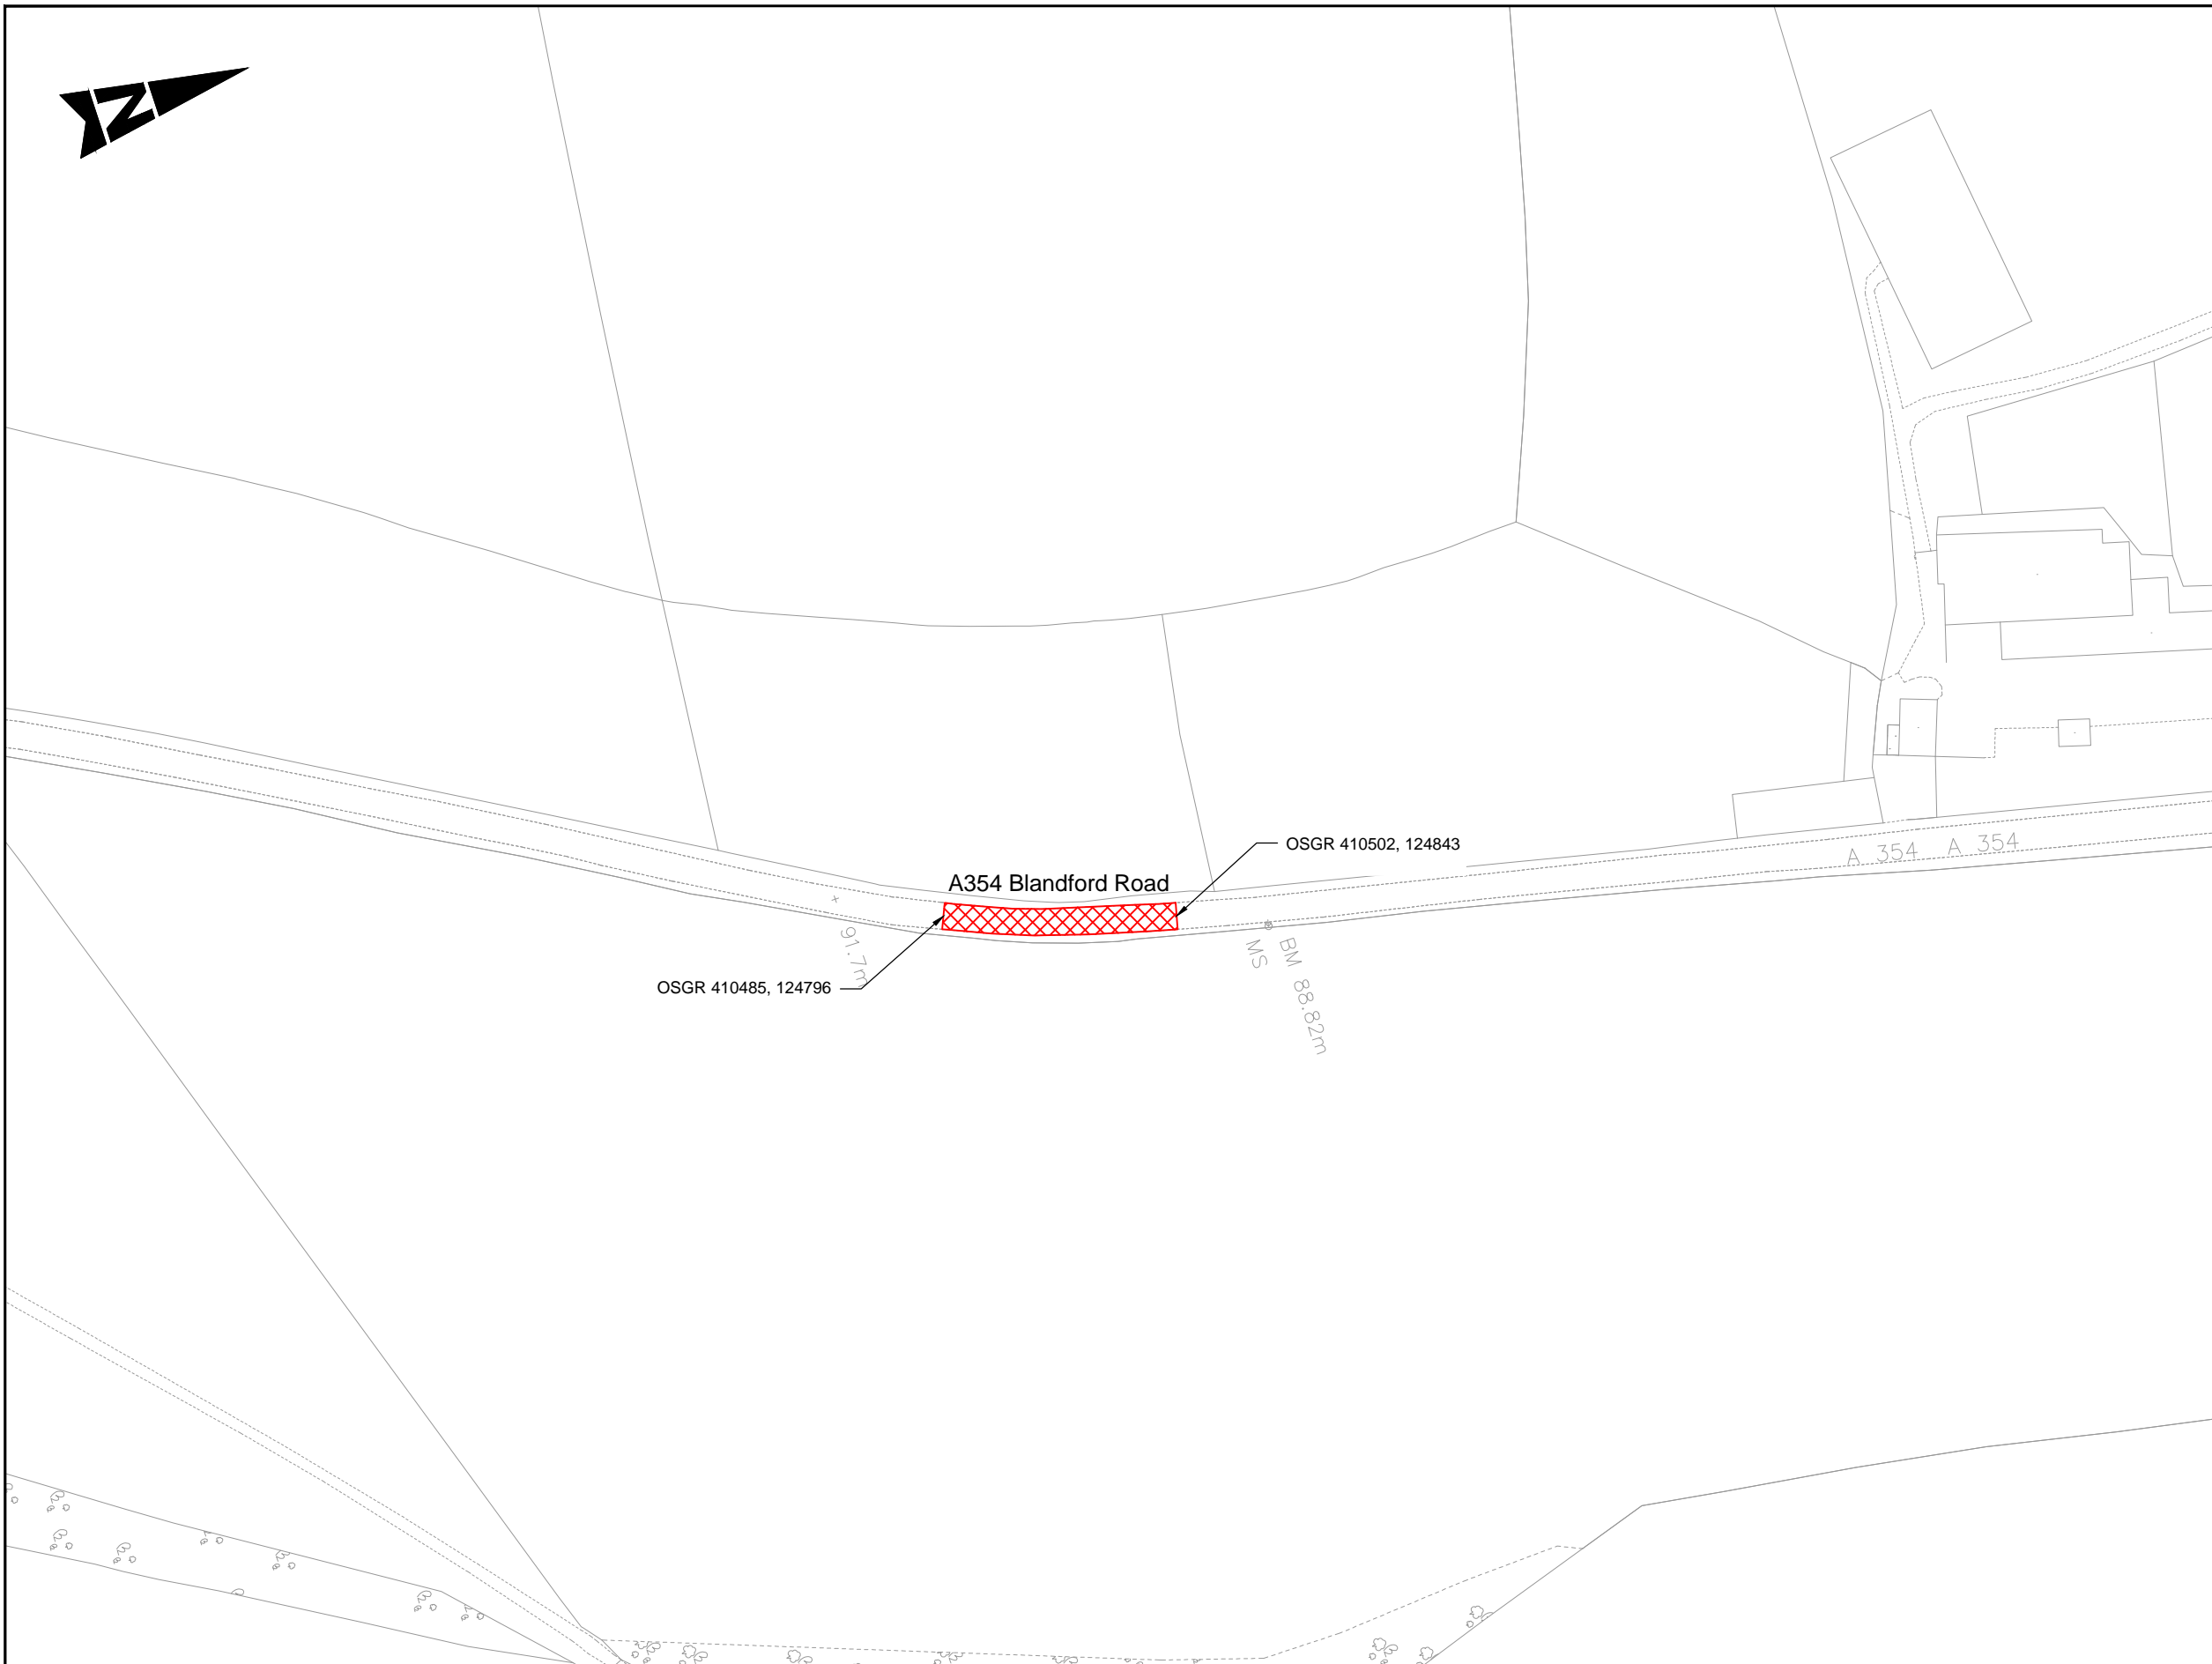 N
OSGR 410502, 124843
A 354 A 354
A354 Blandford Road
91.7m
MS
BM 88.82m
OSGR 410485, 124796